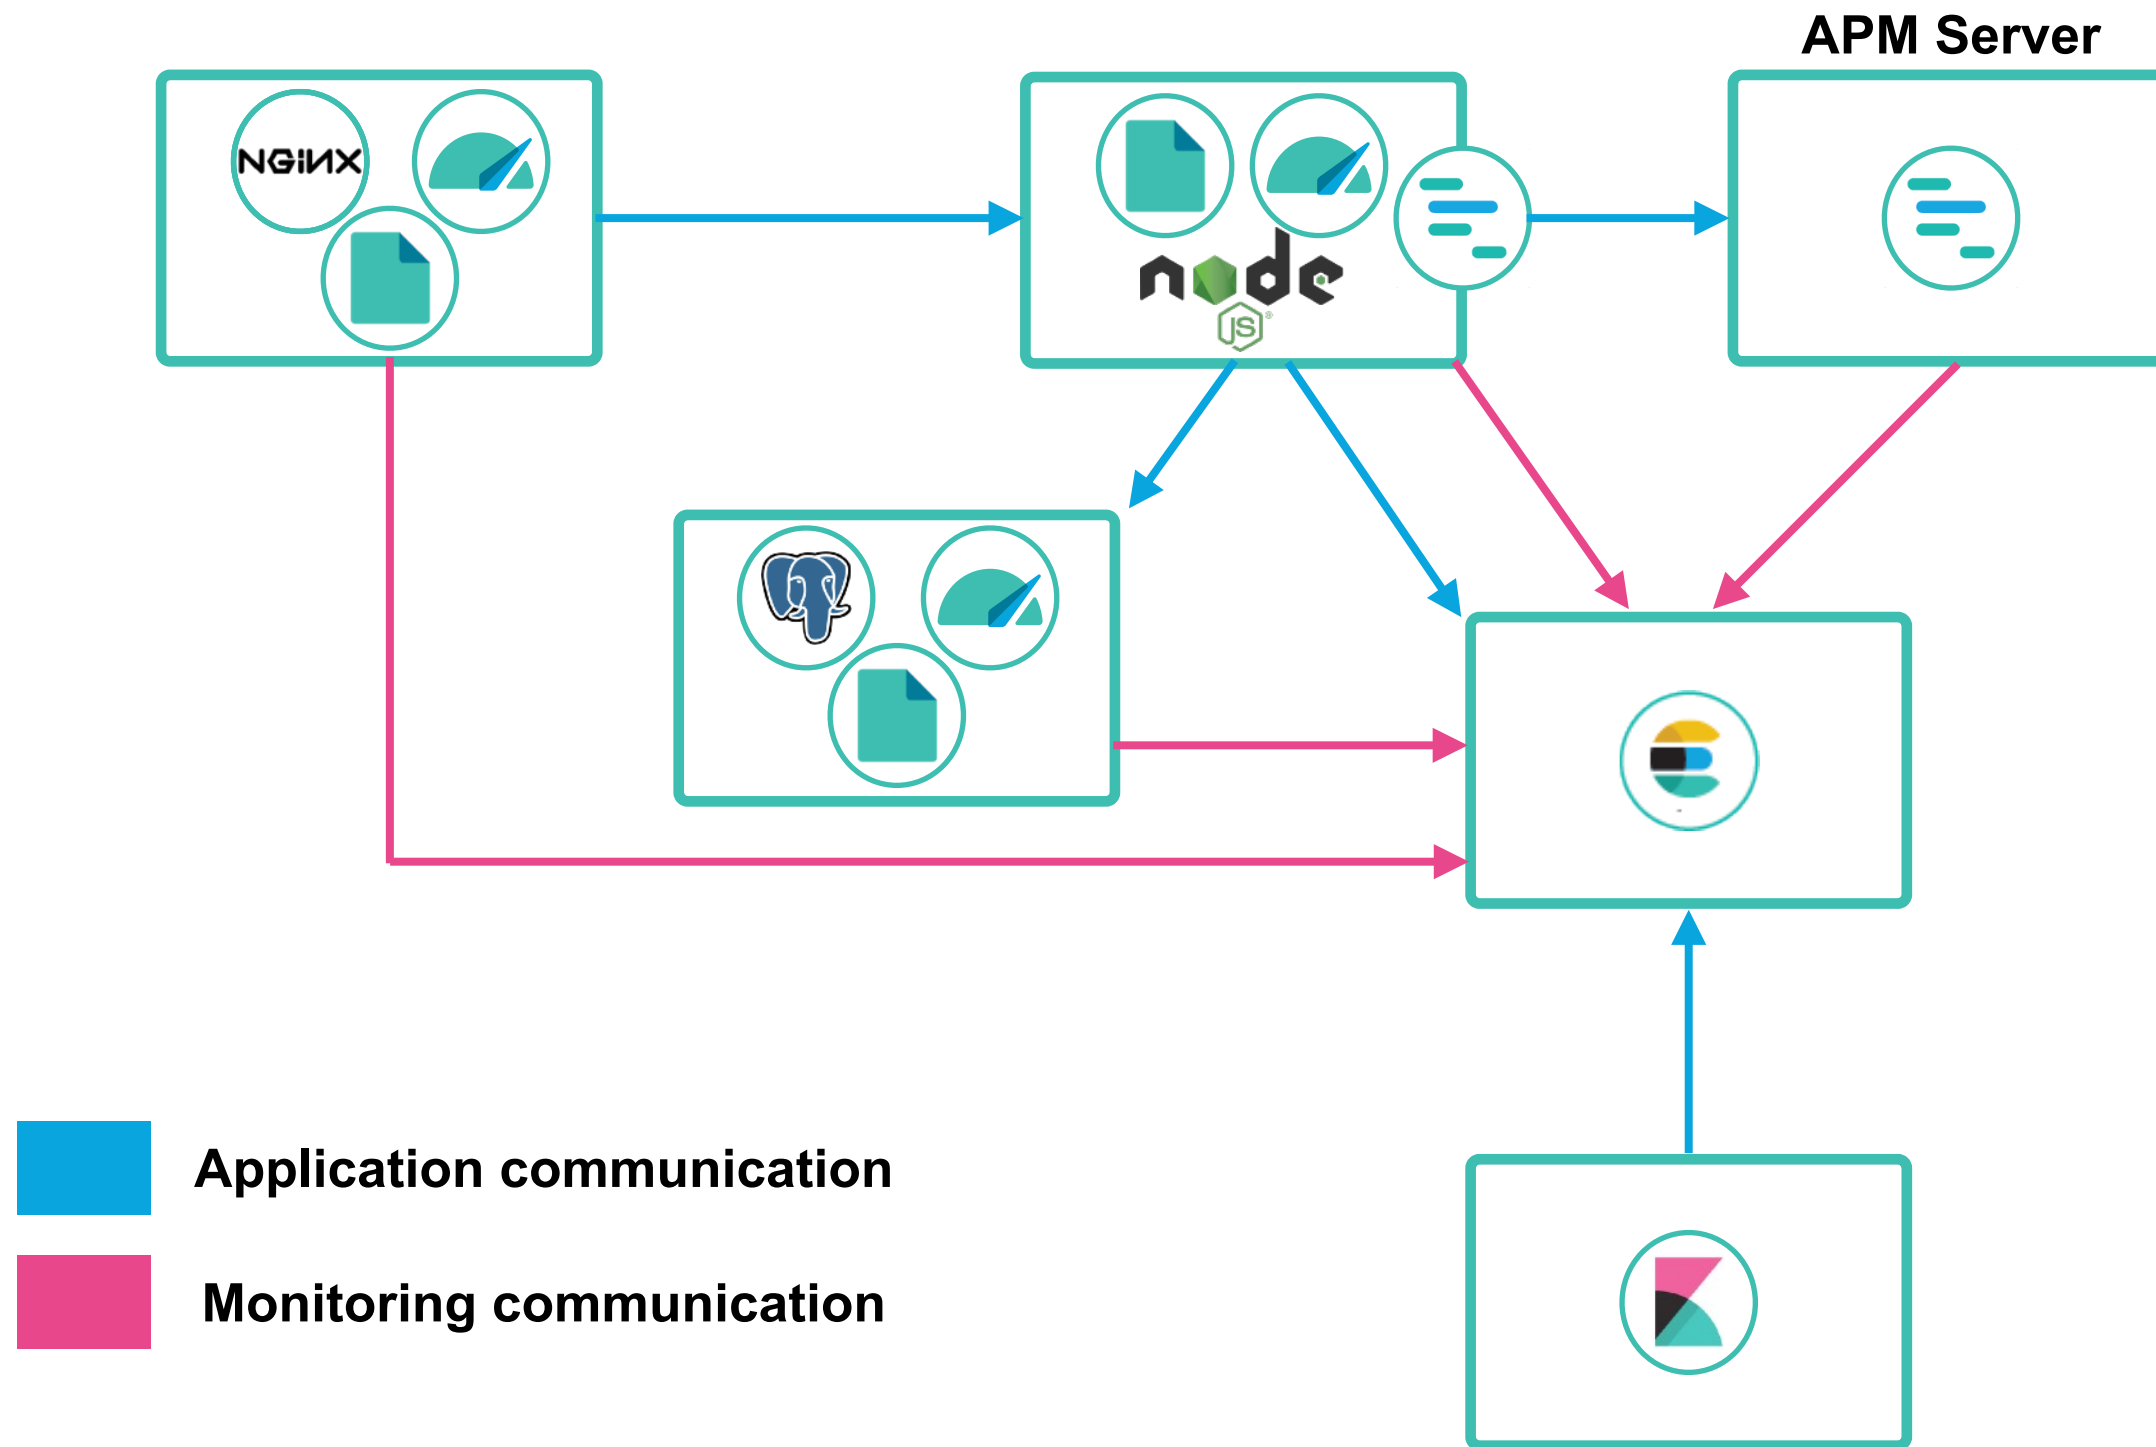 APM Server
NGINX
node
JS®
Application communication
Monitoring communication